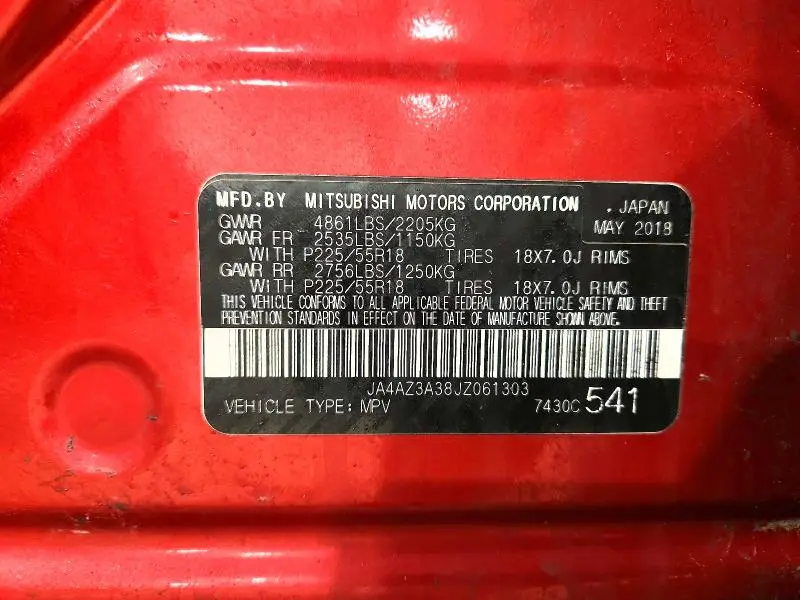 MFD.BY MITSUBISHI MOTORS CORPORATION
. JAPAN
MAY 2018
GVWR 4861LBS/2205KG
GAWR FR 2535LBS/1150KG
WITH P225/55R18 TIRES 18X7.0J RIMS
GAWR RR 2756LBS/1250KG
WITH P225/55R18 TIRES 18X7.0J RIMS
THIS VEHICLE CONFORMS TO ALL APPLICABLE FEDERAL MOTOR VEHICLE SAFETY AND THEFT
PREVENTION STANDARDS IN EFFECT ON THE DATE OF MANUFACTURE SHOWN ABOVE.
JA4AZ3A38JZ061303
VEHICLE TYPE: MPV 7430C 541